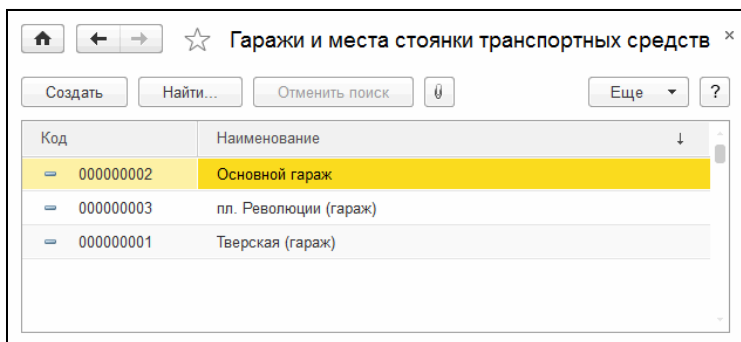 Гаражи и места стоянки транспортных средств ×
Создать Найти... Отменить поиск Еще ?
Код Наименование ↓
000000002 Основной гараж
000000003 пл. Революции (гараж)
000000001 Тверская (гараж)